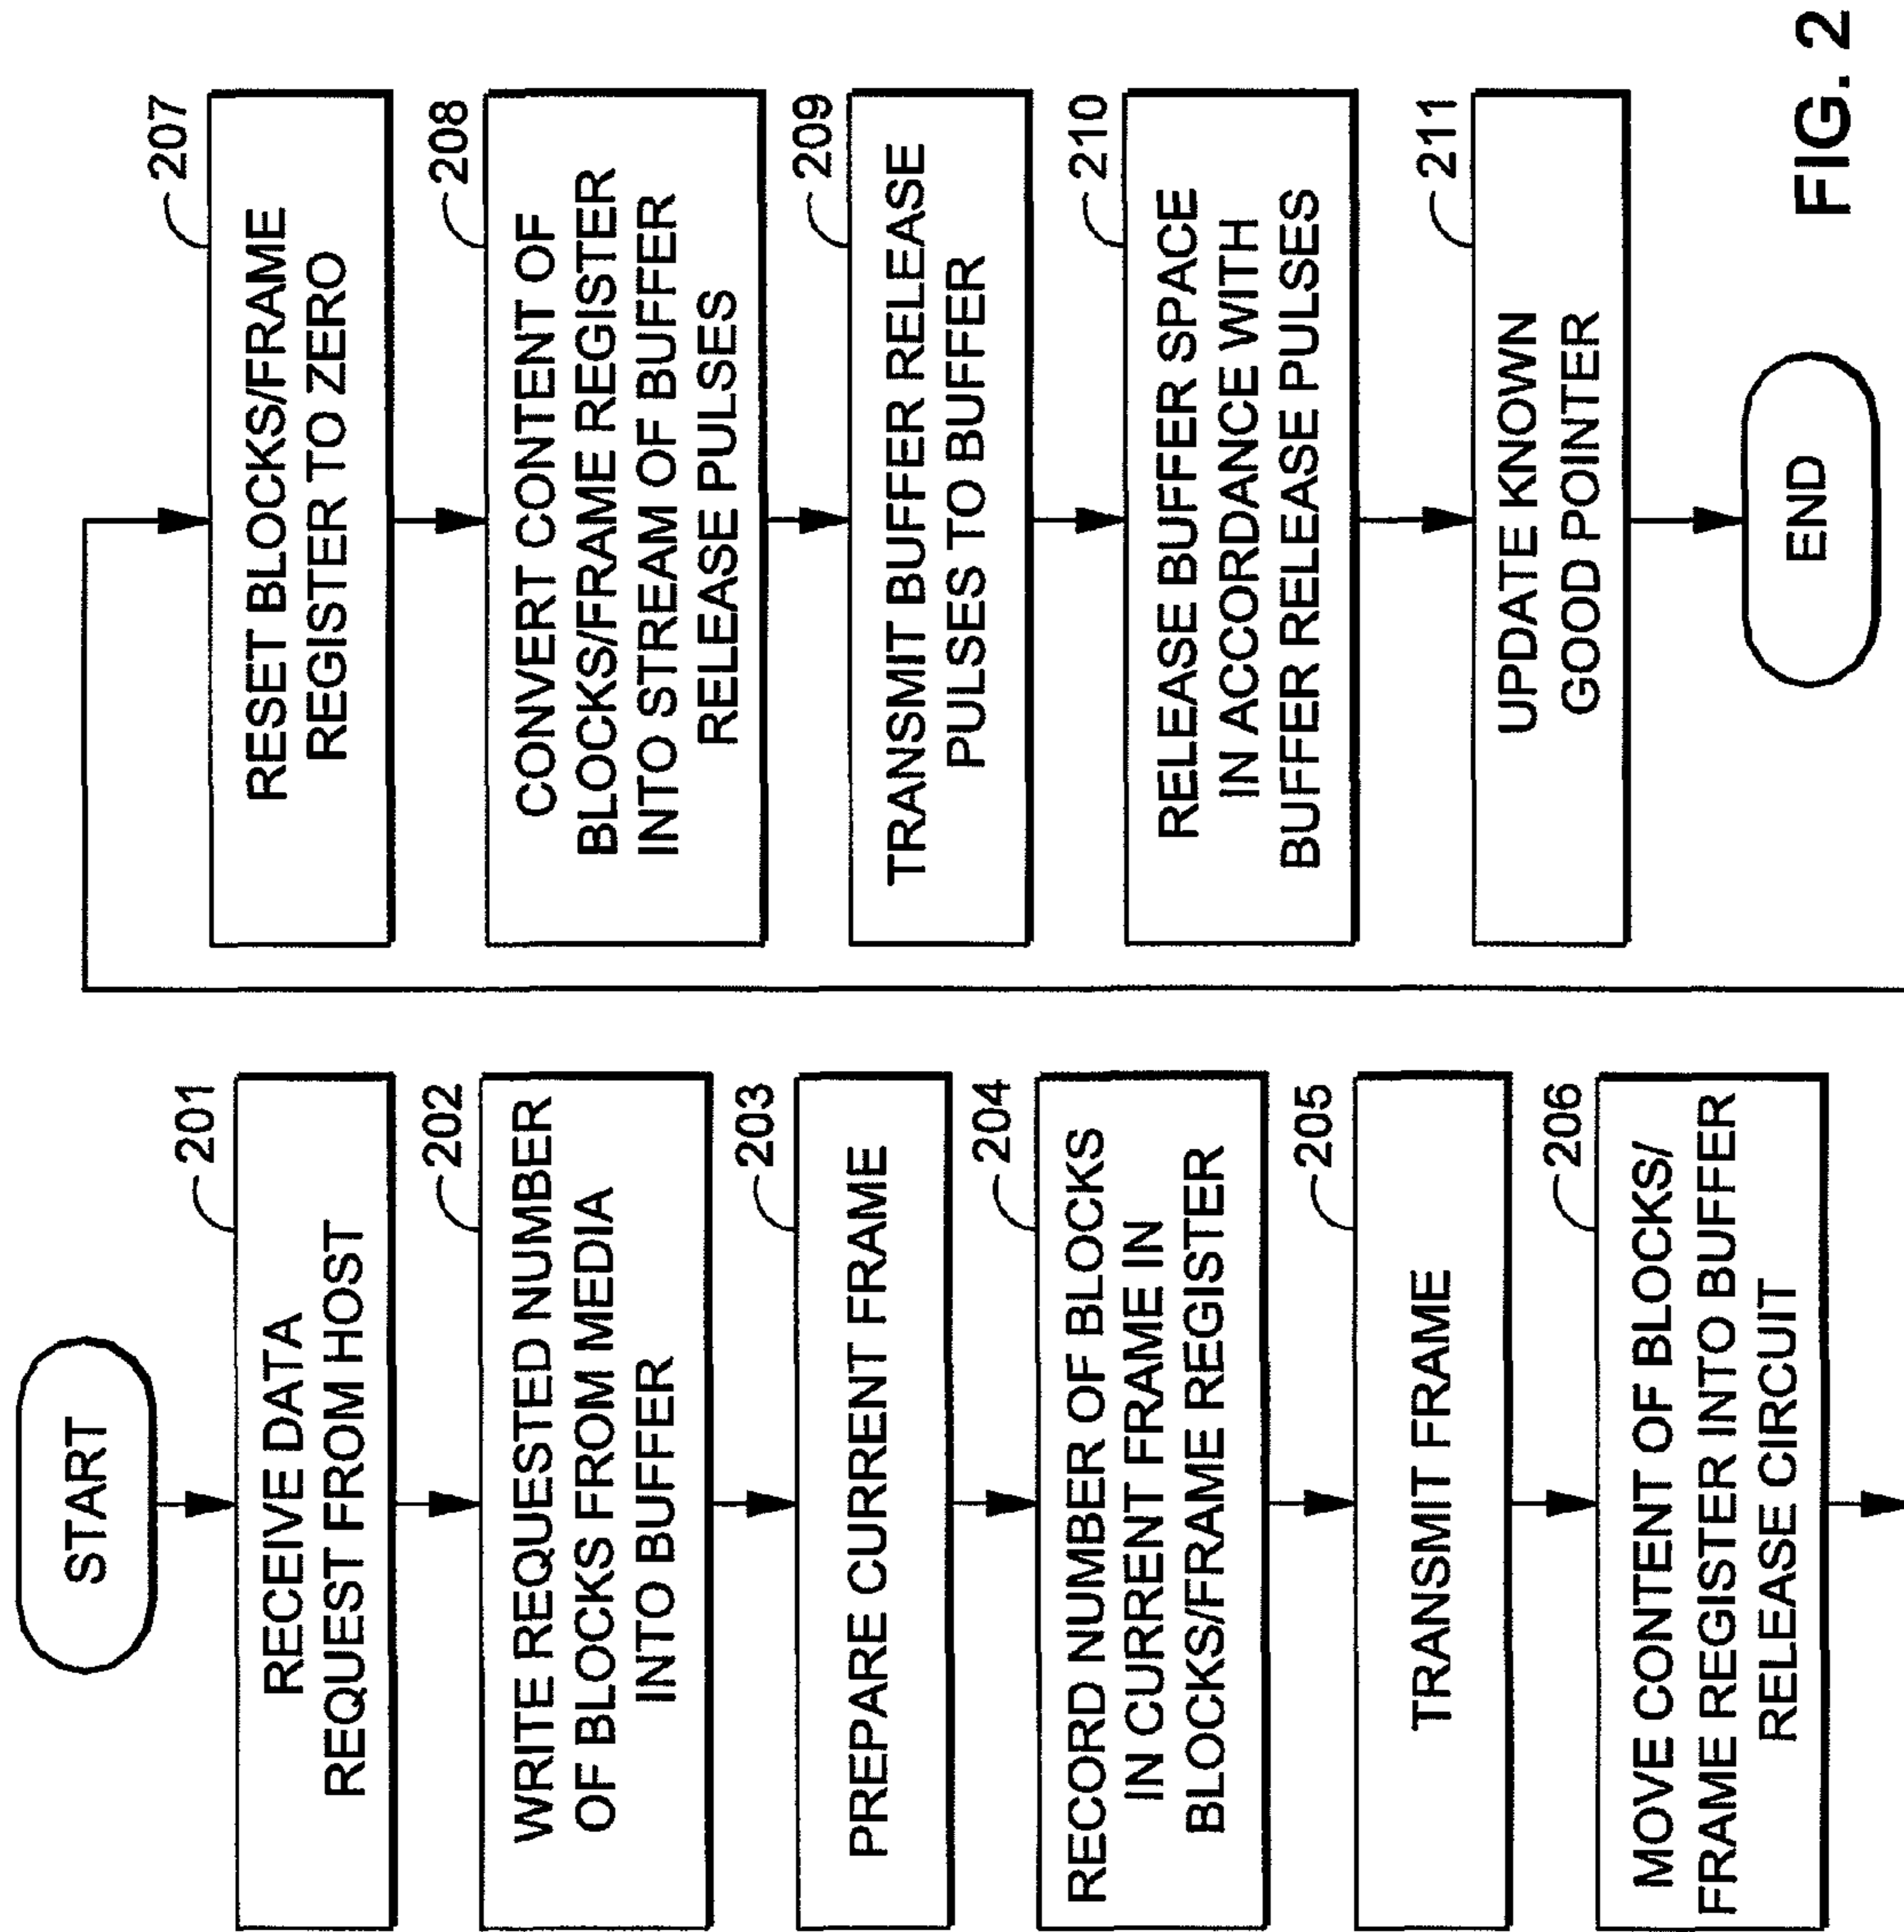 START
201
RECEIVE DATA
REQUEST FROM HOST
202
WRITE REQUESTED NUMBER
OF BLOCKS FROM MEDIA
INTO BUFFER
203
PREPARE CURRENT FRAME
204
RECORD NUMBER OF BLOCKS
IN CURRENT FRAME IN
BLOCKS/FRAME REGISTER
205
TRANSMIT FRAME
206
MOVE CONTENT OF BLOCKS/
FRAME REGISTER INTO BUFFER
RELEASE CIRCUIT
207
RESET BLOCKS/FRAME
REGISTER TO ZERO
208
CONVERT CONTENT OF
BLOCKS/FRAME REGISTER
INTO STREAM OF BUFFER
RELEASE PULSES
209
TRANSMIT BUFFER RELEASE
PULSES TO BUFFER
210
RELEASE BUFFER SPACE
IN ACCORDANCE WITH
BUFFER RELEASE PULSES
211
UPDATE KNOWN
GOOD POINTER
END
FIG. 2